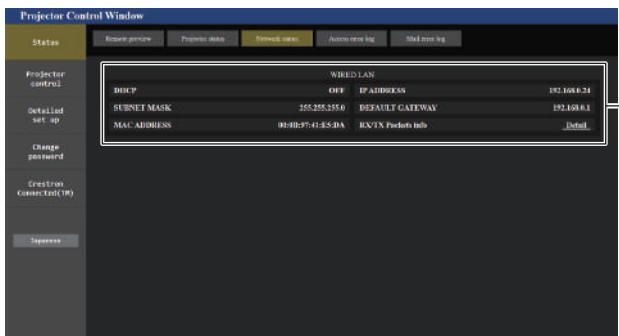 Projector Control Window
Status
Remote preview
Projector status
Network status
Access error log
Mail error log
Projector control
Detailed set up
Change password
Crestron Connected(TM)
Japanese
WIRED LAN
DHCP OFF IP ADDRESS 192.168.0.24
SUBNET MASK 255.255.255.0 DEFAULT GATEWAY 192.168.0.1
MAC ADDRESS RX/TX Packets info Detail